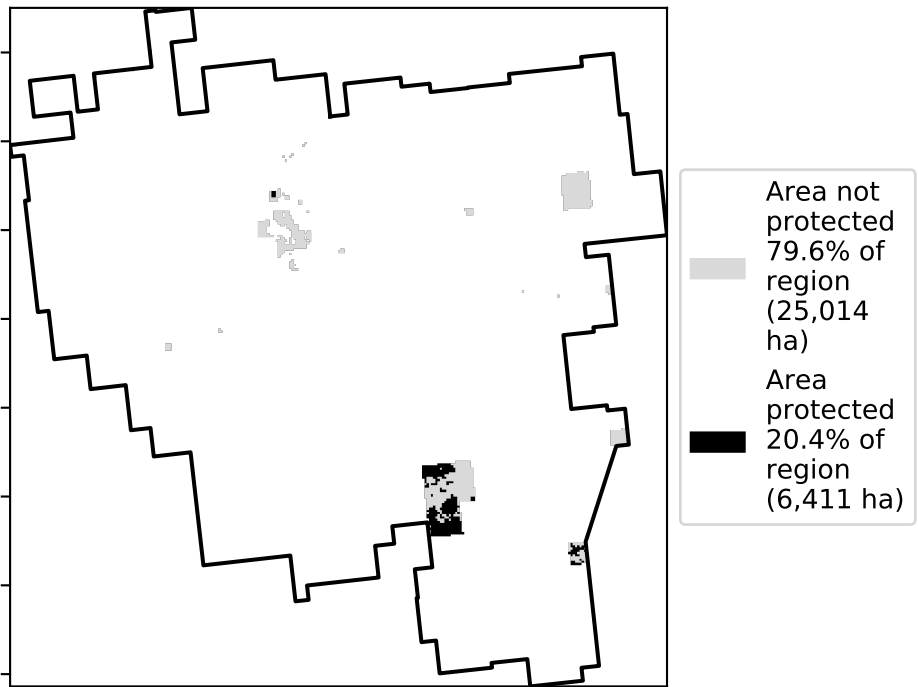 Area not
protected
79.6% of
region
(25,014
ha)
Area
protected
20.4% of
region
(6,411 ha)